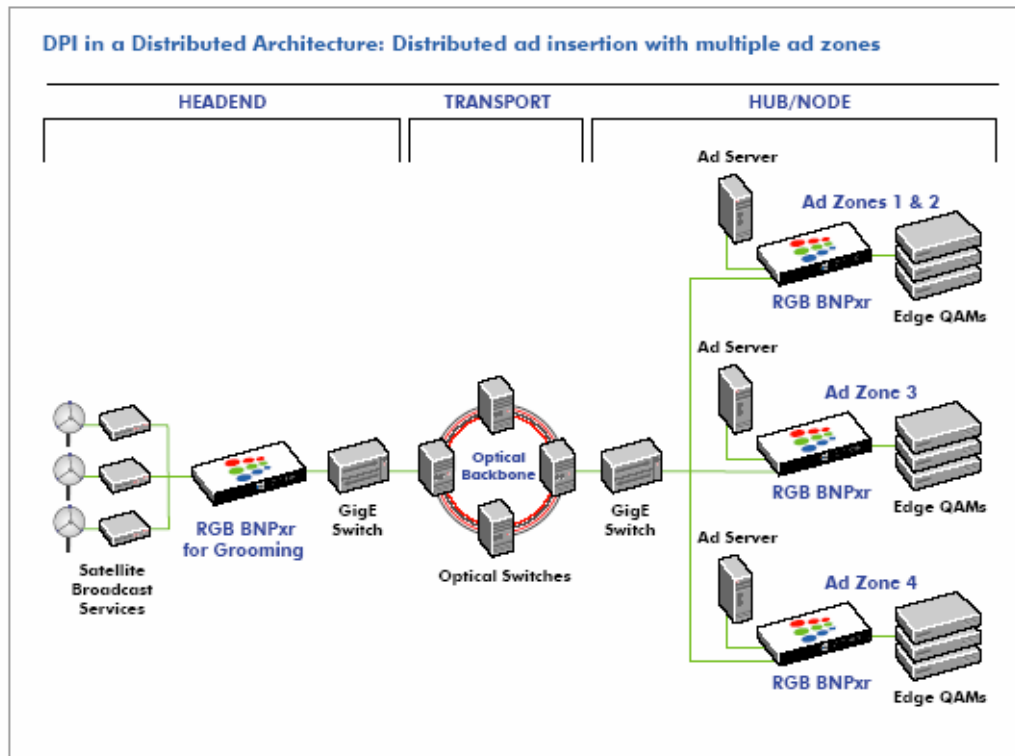 DPI in a Distributed Architecture: Distributed ad insertion with multiple ad zones
HEADEND
TRANSPORT
HUB/NODE
Ad Server
Ad Zones 1 & 2
RGB BNPxr
Edge QAMs
Ad Server
Ad Zone 3
RGB BNPxr
Edge QAMs
Optical
Backbone
RGB BNPxr
for Grooming
GigE
Switch
GigE
Switch
Optical Switches
Satellite
Broadcast
Services
Ad Server
Ad Zone 4
RGB BNPxr
Edge QAMs